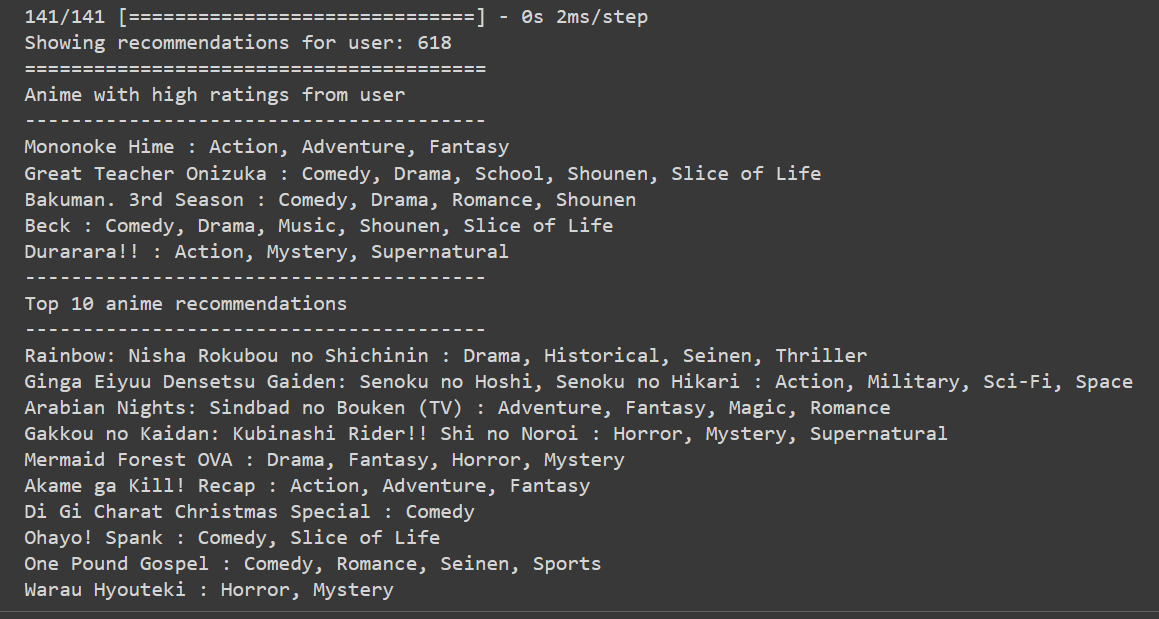 141/141 [==============================] - 0s 2ms/step
Showing recommendations for user: 618
========================================
Anime with high ratings from user
----------------------------------------
Mononoke Hime : Action, Adventure, Fantasy
Great Teacher Onizuka : Comedy, Drama, School, Shounen, Slice of Life
Bakuman. 3rd Season : Comedy, Drama, Romance, Shounen
Beck : Comedy, Drama, Music, Shounen, Slice of Life
Durarara!! : Action, Mystery, Supernatural
----------------------------------------
Top 10 anime recommendations
----------------------------------------
Rainbow: Nisha Rokubou no Shichinin : Drama, Historical, Seinen, Thriller
Ginga Eiyuu Densetsu Gaiden: Senoku no Hoshi, Senoku no Hikari : Action, Military, Sci-Fi, Space
Arabian Nights: Sindbad no Bouken (TV) : Adventure, Fantasy, Magic, Romance
Gakkou no Kaidan: Kubinashi Rider!! Shi no Noroi : Horror, Mystery, Supernatural
Mermaid Forest OVA : Drama, Fantasy, Horror, Mystery
Akame ga Kill! Recap : Action, Adventure, Fantasy
Di Gi Charat Christmas Special : Comedy
Ohayo! Spank : Comedy, Slice of Life
One Pound Gospel : Comedy, Romance, Seinen, Sports
Warau Hyouteki : Horror, Mystery